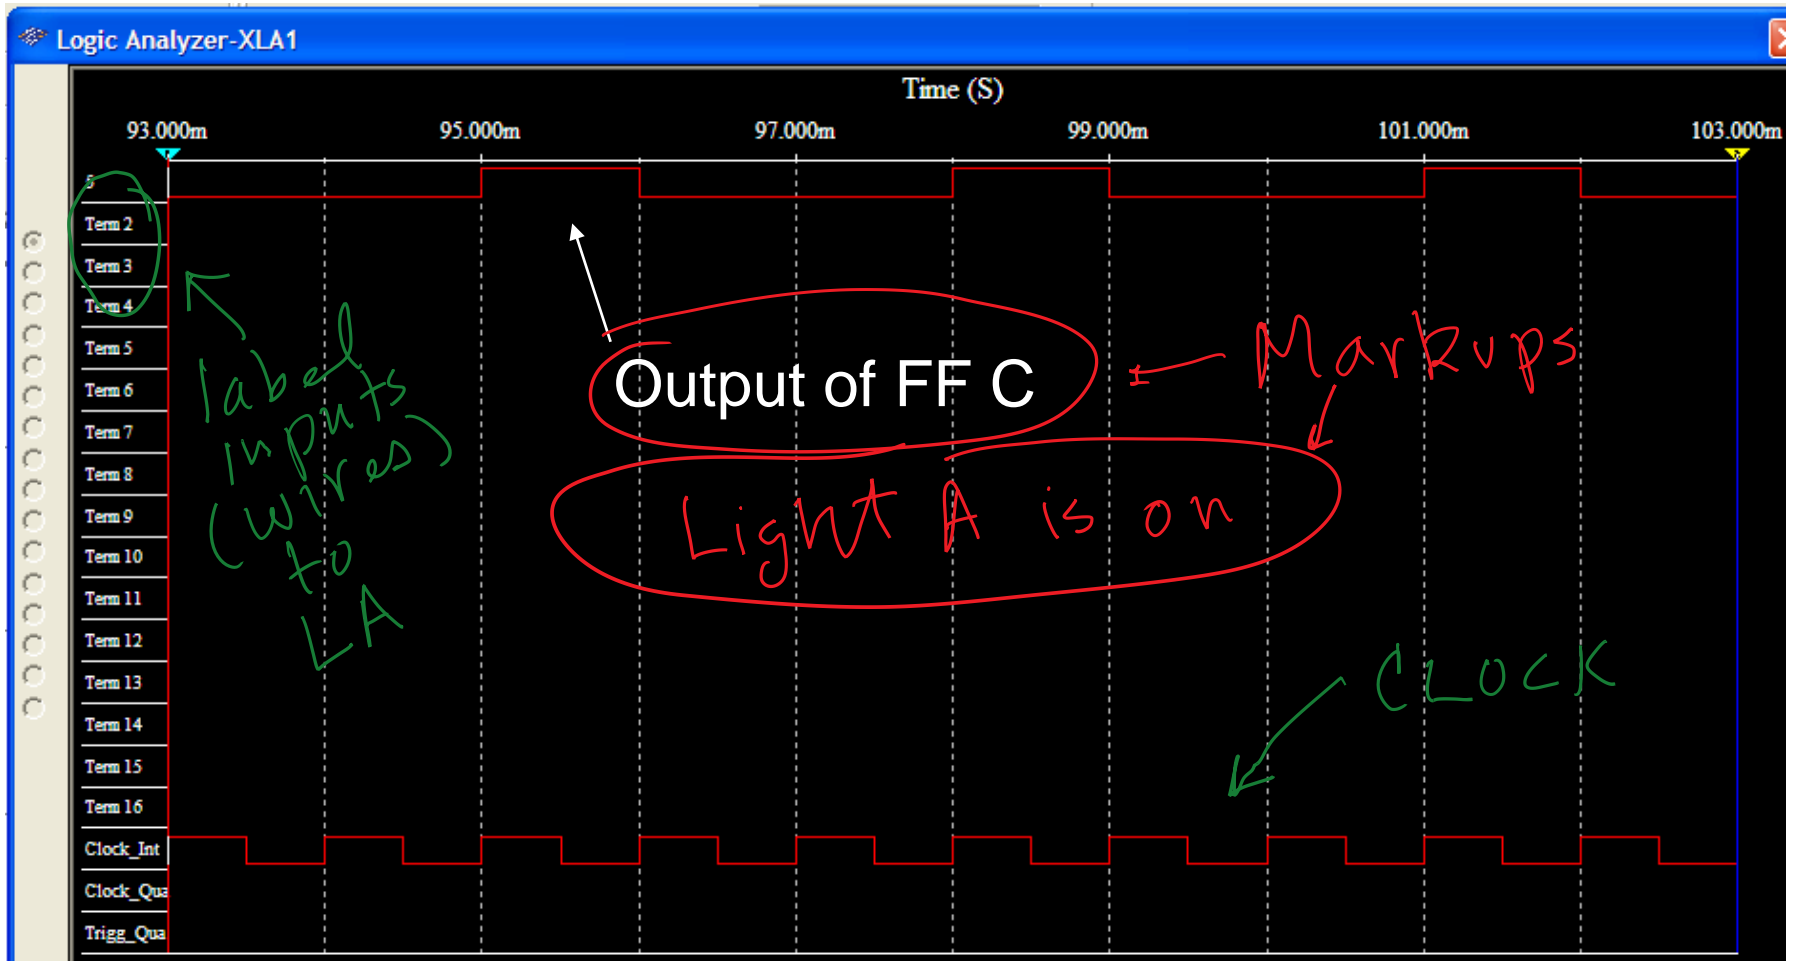 Logic Analyzer-XLA1
Time (S)
93.000m 95.000m 97.000m 99.000m 101.000m 103.000m
5
Term 2
Term 3
Term 4
Term 5
Term 6
Term 7
Term 8
Term 9
Term 10
Term 11
Term 12
Term 13
Term 14
Term 15
Term 16
Clock_Int
Clock_Qua
Trigg_Qua
label
inputs
(wires)
to
LA
Output of FF C
Markups
Light A is on
CLOCK